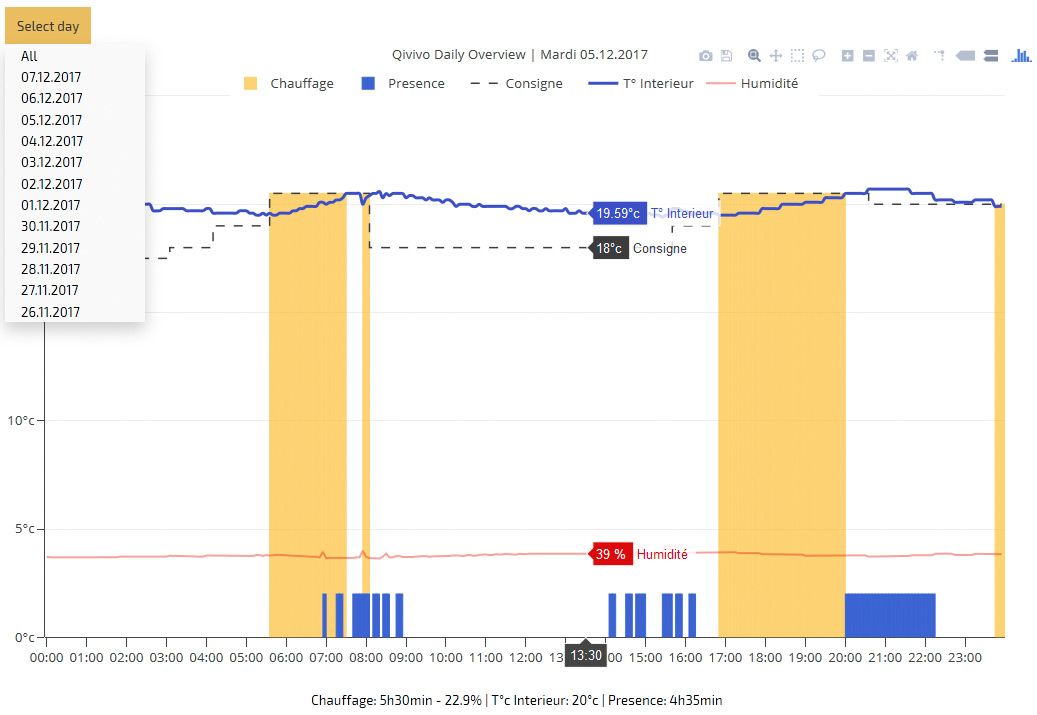 Select day
All
07.12.2017
06.12.2017
05.12.2017
04.12.2017
03.12.2017
02.12.2017
01.12.2017
30.11.2017
29.11.2017
28.11.2017
27.11.2017
26.11.2017
Qivivo Daily Overview | Mardi 05.12.2017
Chauffage Presence Consigne T° Interieur Humidité
19.59°c T° Interieur
18°c Consigne
10°c
5°c
39 % Humidité
0°c
00:00 01:00 02:00 03:00 04:00 05:00 06:00 07:00 08:00 09:00 10:00 11:00 12:00 13:30 15:00 16:00 17:00 18:00 19:00 20:00 21:00 22:00 23:00
Chauffage: 5h30min - 22.9% | T°c Interieur: 20°c | Presence: 4h35min